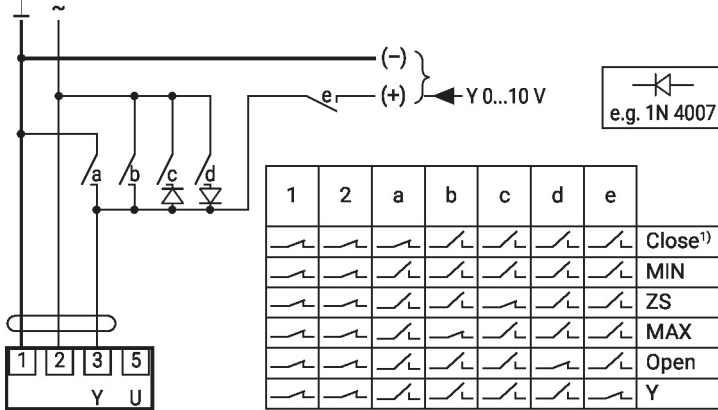 ⊥ ~
(–)
e (+) Y 0...10 V
e.g. 1N 4007
a b c d
1 2 a b c d e
Close¹⁾
MIN
ZS
MAX
Open
Y
1 2 3 5
Y U